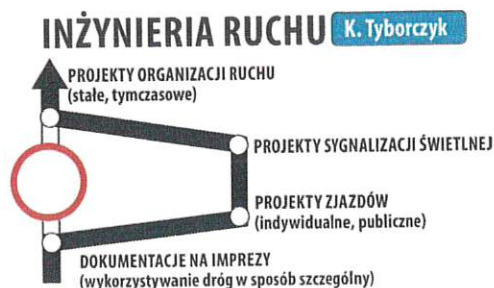 INŻYNIERIA RUCHU K. Tyborczyk
PROJEKTY ORGANIZACJI RUCHU
(stałe, tymczasowe)
PROJEKTY SYGNALIZACJI ŚWIETLNEJ
PROJEKTY ZJAZDÓW
(indywidualne, publiczne)
DOKUMENTACJE NA IMPREZY
(wykorzystywanie dróg w sposób szczególny)